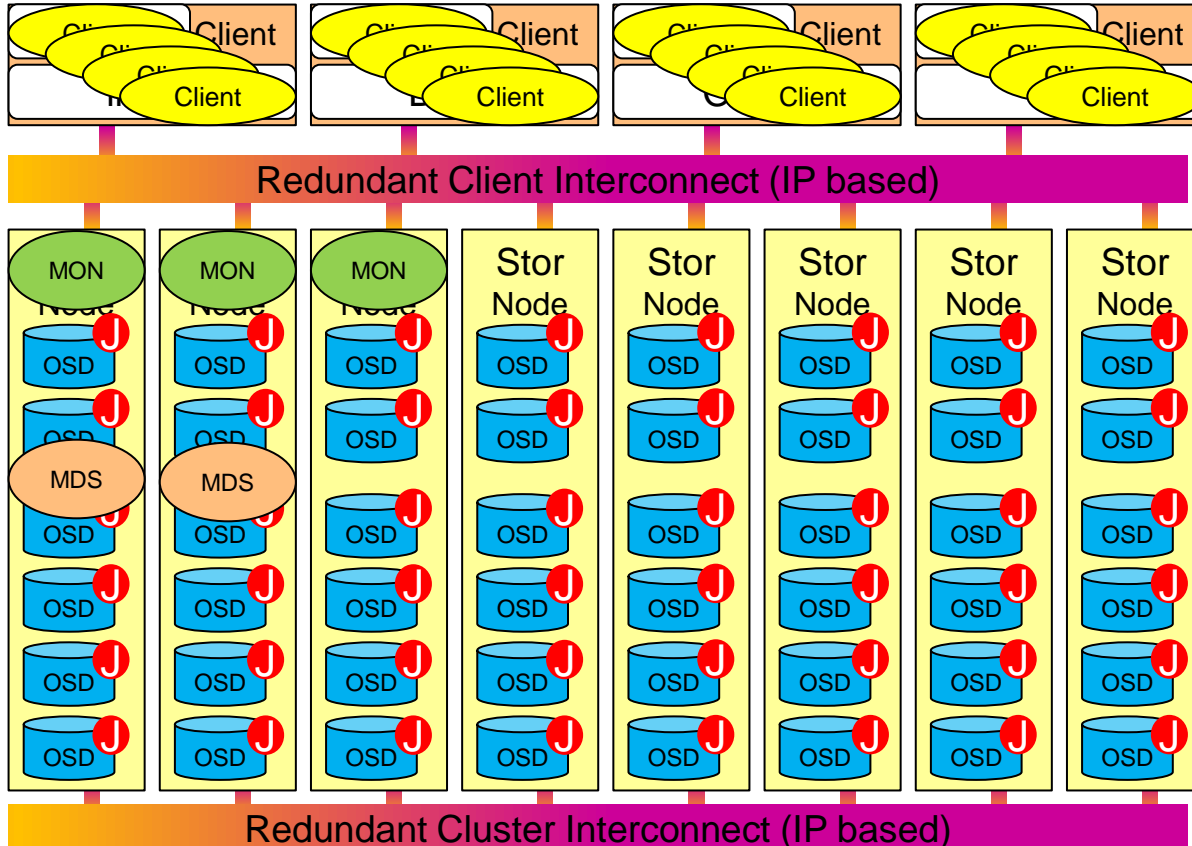 Client Client Client Client
Client Client Client Client
Redundant Client Interconnect (IP based)
MON MON MON Stor Stor Stor Stor Stor
Node Node Node Node Node Node Node Node
J J J J J J J J
OSD OSD OSD OSD OSD OSD OSD OSD
J J J J J J J J
OSD OSD OSD OSD OSD OSD OSD OSD
MDS MDS
J J J J J J J J
OSD OSD OSD OSD OSD OSD OSD OSD
J J J J J J J J
OSD OSD OSD OSD OSD OSD OSD OSD
J J J J J J J J
OSD OSD OSD OSD OSD OSD OSD OSD
J J J J J J J J
OSD OSD OSD OSD OSD OSD OSD OSD
Redundant Cluster Interconnect (IP based)